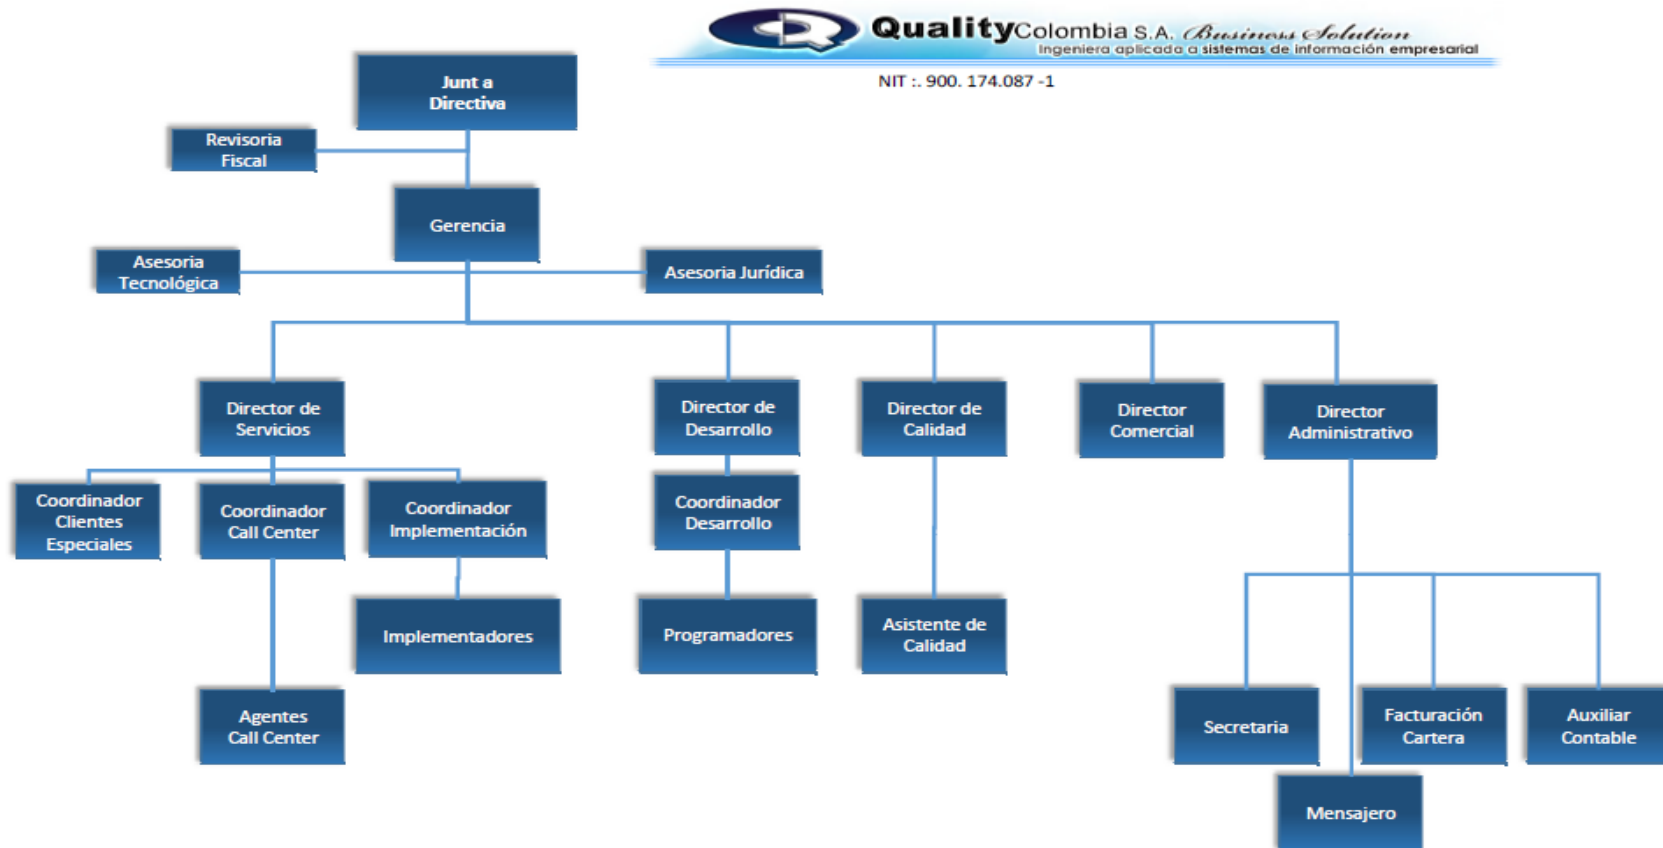 QualityColombia S.A. Business Solution
Ingeniera aplicada a sistemas de información empresarial
NIT :. 900. 174.087 -1
Junt a
Directiva
Revisoria
Fiscal
Gerencia
Asesoria
Tecnológica
Asesoria Jurídica
Director de
Servicios
Director de
Desarrollo
Director de
Calidad
Director
Comercial
Director
Administrativo
Coordinador
Clientes
Especiales
Coordinador
Call Center
Coordinador
Implementación
Coordinador
Desarrollo
Implementadores
Programadores
Asistente de
Calidad
Agentes
Call Center
Secretaria
Facturación
Cartera
Auxiliar
Contable
Mensajero